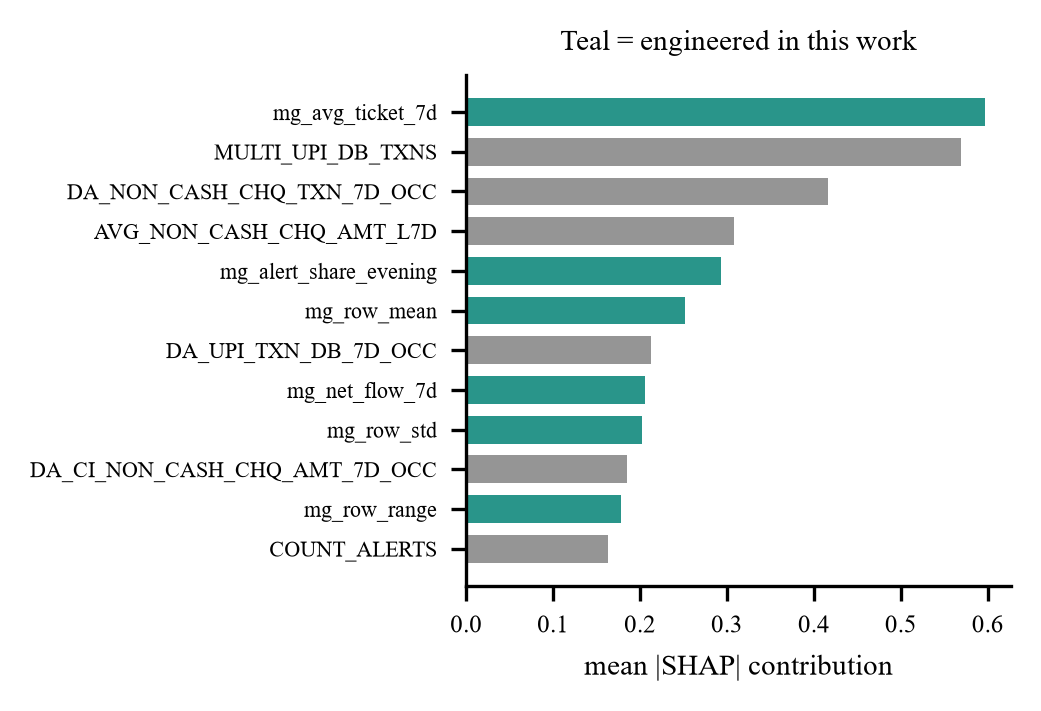 Teal = engineered in this work
mg_avg_ticket_7d
MULTI_UPI_DB_TXNS
DA_NON_CASH_CHQ_TXN_7D_OCC
AVG_NON_CASH_CHQ_AMT_L7D
mg_alert_share_evening
mg_row_mean
DA_UPI_TXN_DB_7D_OCC
mg_net_flow_7d
mg_row_std
DA_CI_NON_CASH_CHQ_AMT_7D_OCC
mg_row_range
COUNT_ALERTS
0.0 0.1 0.2 0.3 0.4 0.5 0.6
mean |SHAP| contribution